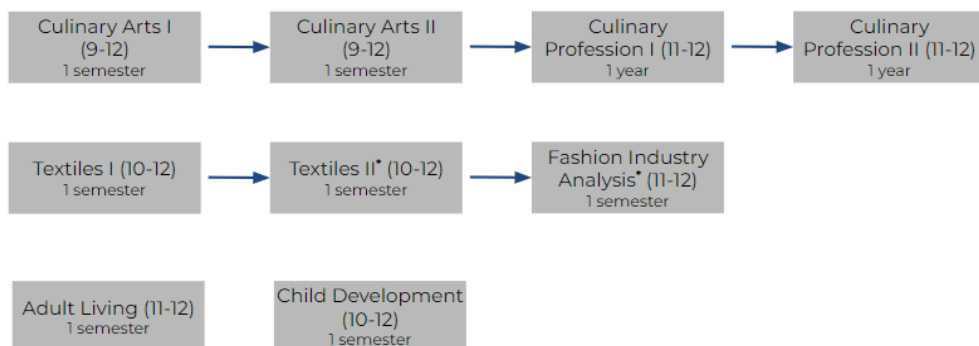 Culinary Arts I
(9-12)
1 semester
Culinary Arts II
(9-12)
1 semester
Culinary
Profession I (11-12)
1 year
Culinary
Profession II (11-12)
1 year
Textiles I (10-12)
1 semester
Textiles II* (10-12)
1 semester
Fashion Industry
Analysis* (11-12)
1 semester
Adult Living (11-12)
1 semester
Child Development
(10-12)
1 semester